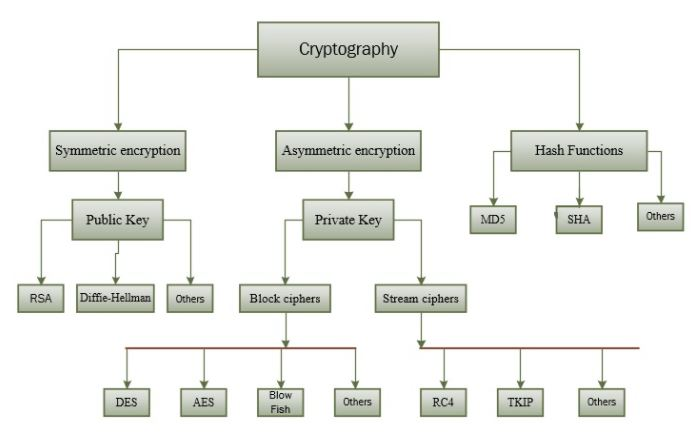 Cryptography
Symmetric encryption
Asymmetric encryption
Hash Functions
Public Key
Private Key
MD5
SHA
Others
RSA
Diffie-Hellman
Others
Block ciphers
Stream ciphers
DES
AES
Blow
Fish
Others
RC4
TKIP
Others